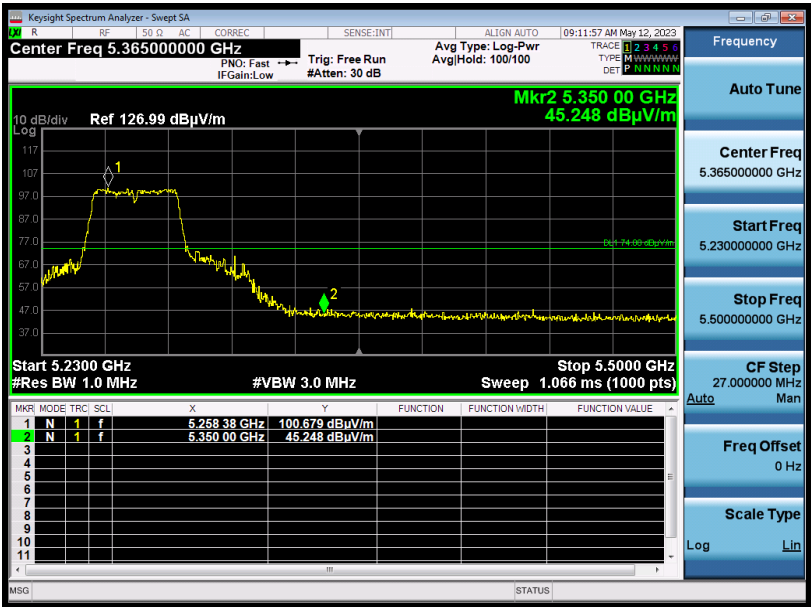 Keysight Spectrum Analyzer - Swept SA
LXI R RF 50 Ω AC CORREC SENSE:INT ALIGN AUTO 09:11:57 AM May 12, 2023
Center Freq 5.365000000 GHz
PNO: Fast
IFGain:Low
Trig: Free Run
#Atten: 30 dB
Avg Type: Log-Pwr
Avg|Hold: 100/100
TRACE 1 2 3 4 5 6
TYPE M W W W W W
DET P N N N N N
Mkr2 5.350 00 GHz
45.248 dBµV/m
10 dB/div Ref 126.99 dBµV/m
Log
117
107
97.0
87.0
77.0
67.0
57.0
47.0
37.0
1
2
DL1 74.00 dBµV/m
Start 5.2300 GHz Stop 5.5000 GHz
#Res BW 1.0 MHz #VBW 3.0 MHz Sweep 1.066 ms (1000 pts)
MKR MODE TRC SCL X Y FUNCTION FUNCTION WIDTH FUNCTION VALUE
1 N 1 f 5.258 38 GHz 100.679 dBµV/m
2 N 1 f 5.350 00 GHz 45.248 dBµV/m
3
4
5
6
7
8
9
10
11
MSG STATUS
Frequency
Auto Tune
Center Freq
5.365000000 GHz
Start Freq
5.230000000 GHz
Stop Freq
5.500000000 GHz
CF Step
27.000000 MHz
Auto Man
Freq Offset
0 Hz
Scale Type
Log Lin